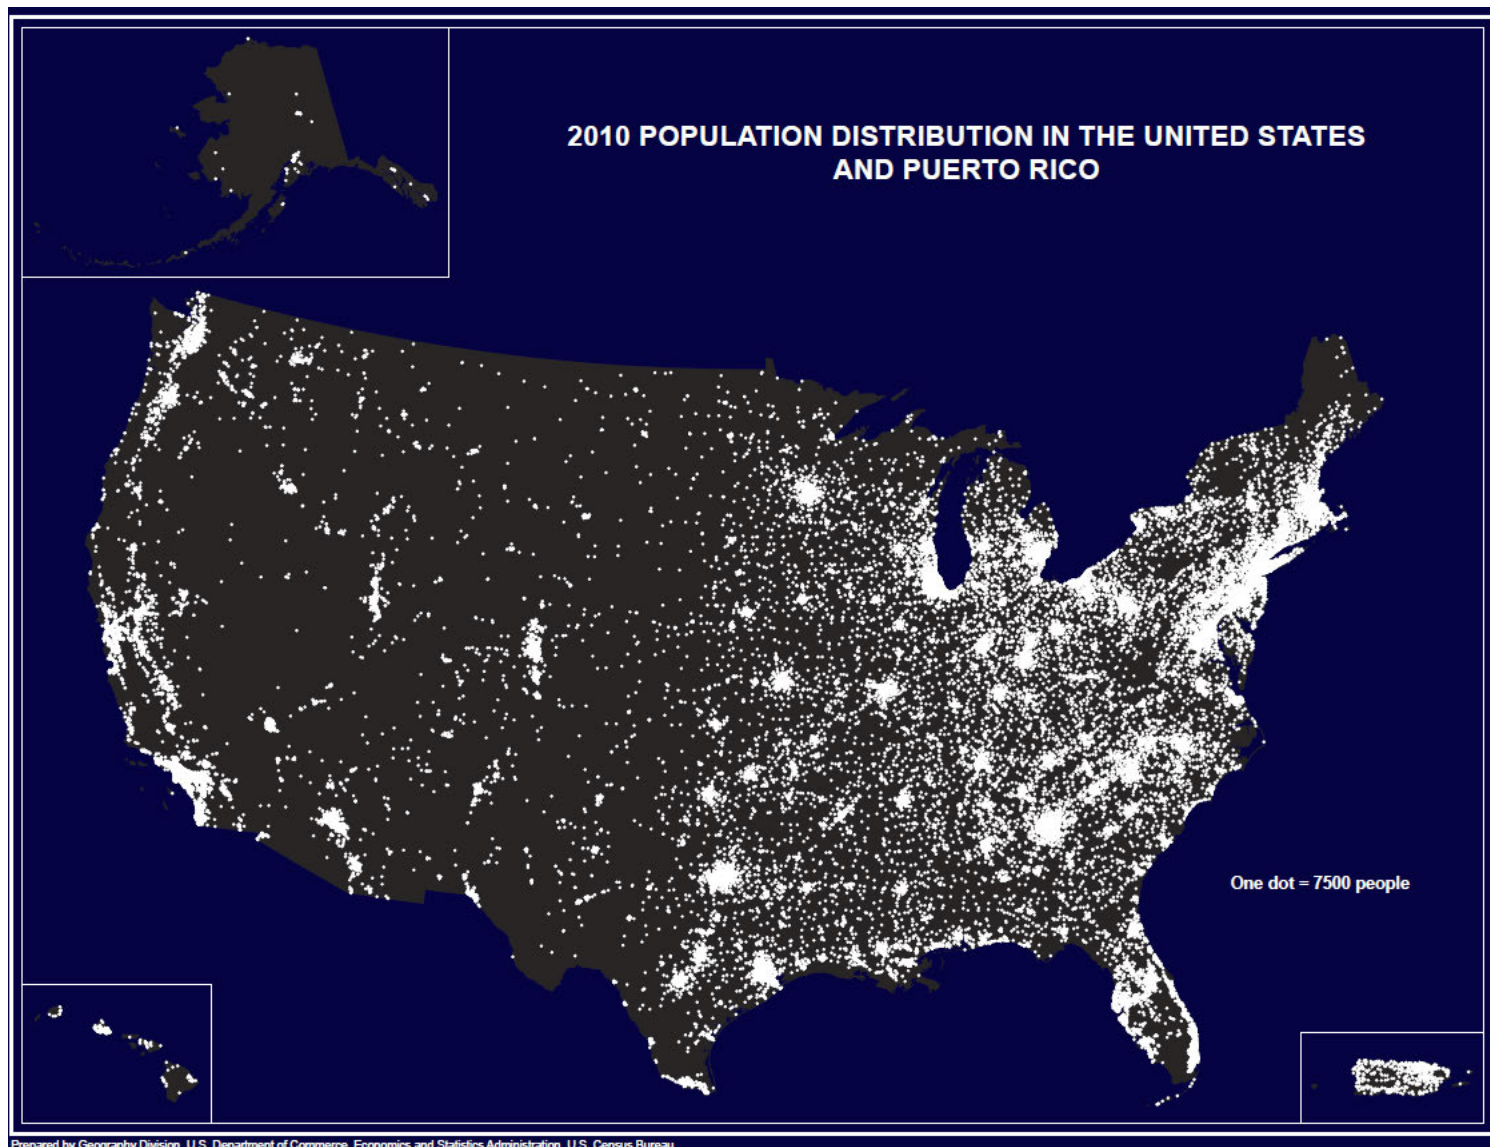 2010 POPULATION DISTRIBUTION IN THE UNITED STATES
AND PUERTO RICO
One dot = 7500 people
Prepared by Geography Division, U.S. Department of Commerce, Economics and Statistics Administration, U.S. Census Bureau